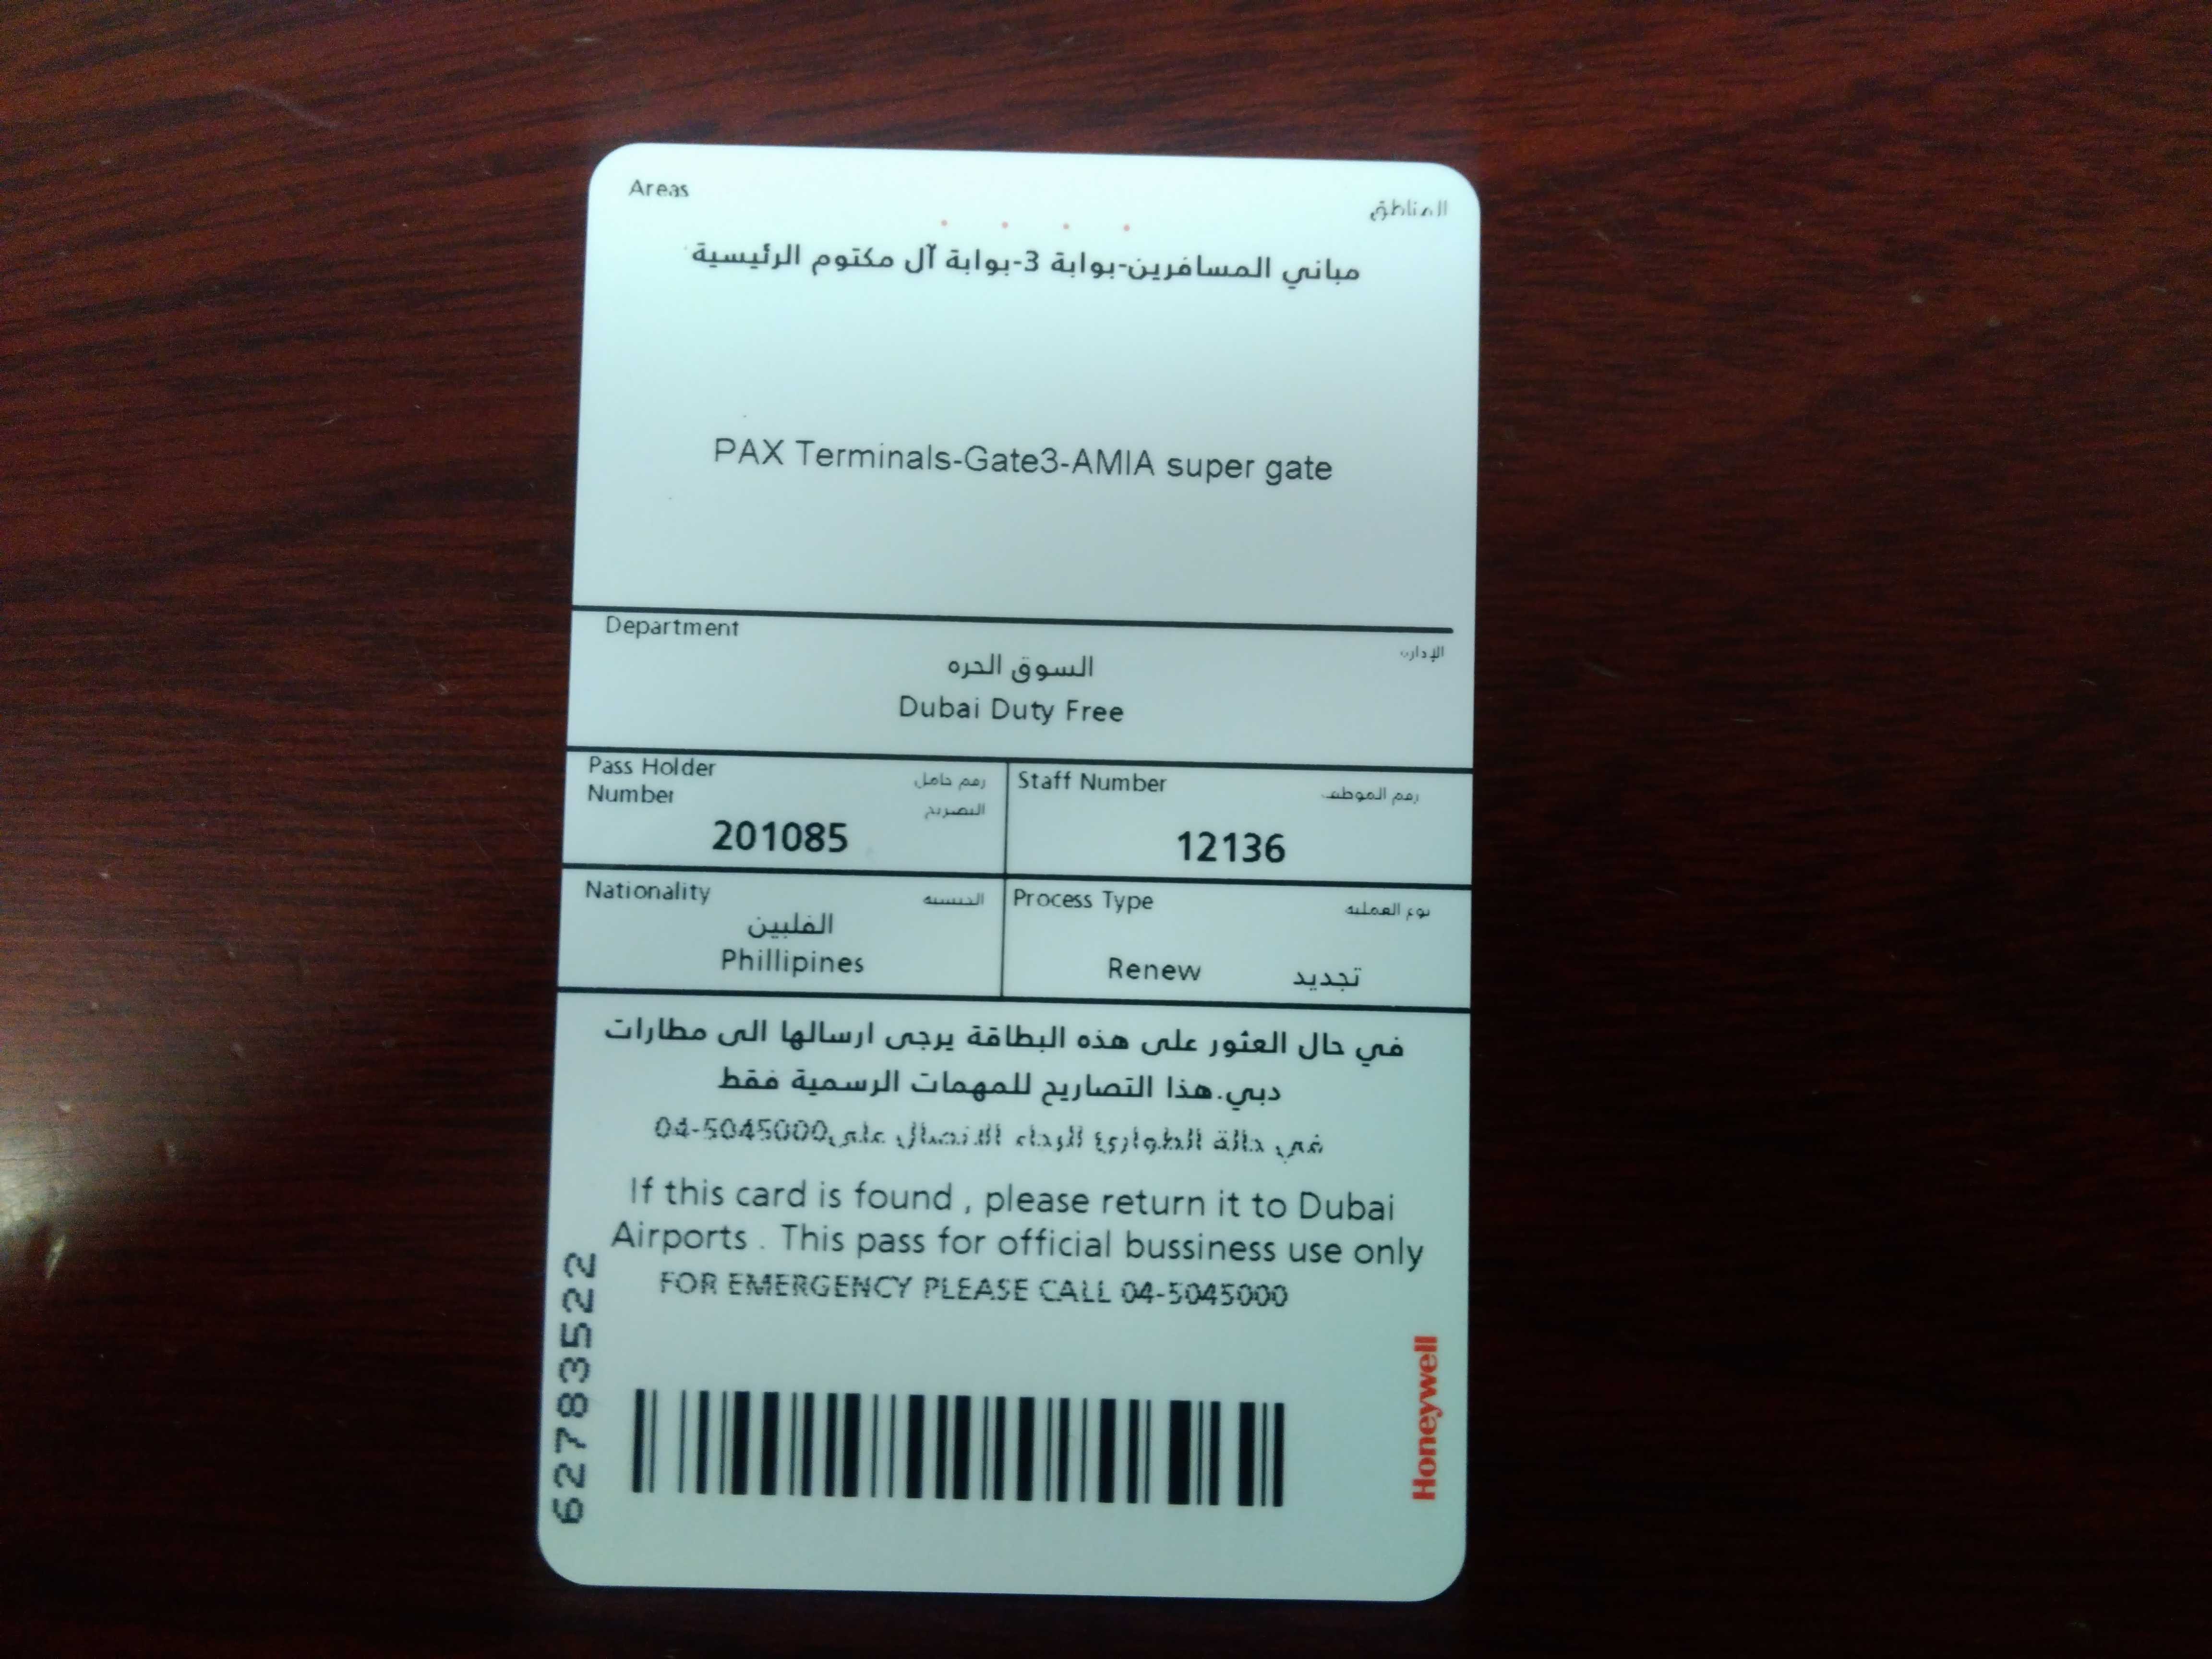 Areas
المناطق
مباني المسافرين-بوابة 3-بوابة آل مكتوم الرئيسية
PAX Terminals-Gate3-AMIA super gate
Department
الإدارة
السوق الحره
Dubai Duty Free
Pass Holder
Number
رقم حامل
التصريح
201085
Staff Number
رقم الموظف
12136
Nationality
الجنسية
الفلبين
Phillipines
Process Type
نوع العملية
Renew تجديد
في حال العثور على هذه البطاقة يرجى ارسالها الى مطارات
دبي.هذا التصاريح للمهمات الرسمية فقط
في حالة الطوارئ الرجاء الاتصال على04-5045000
If this card is found , please return it to Dubai
Airports . This pass for official bussiness use only
FOR EMERGENCY PLEASE CALL 04-5045000
62783522
Honeywell